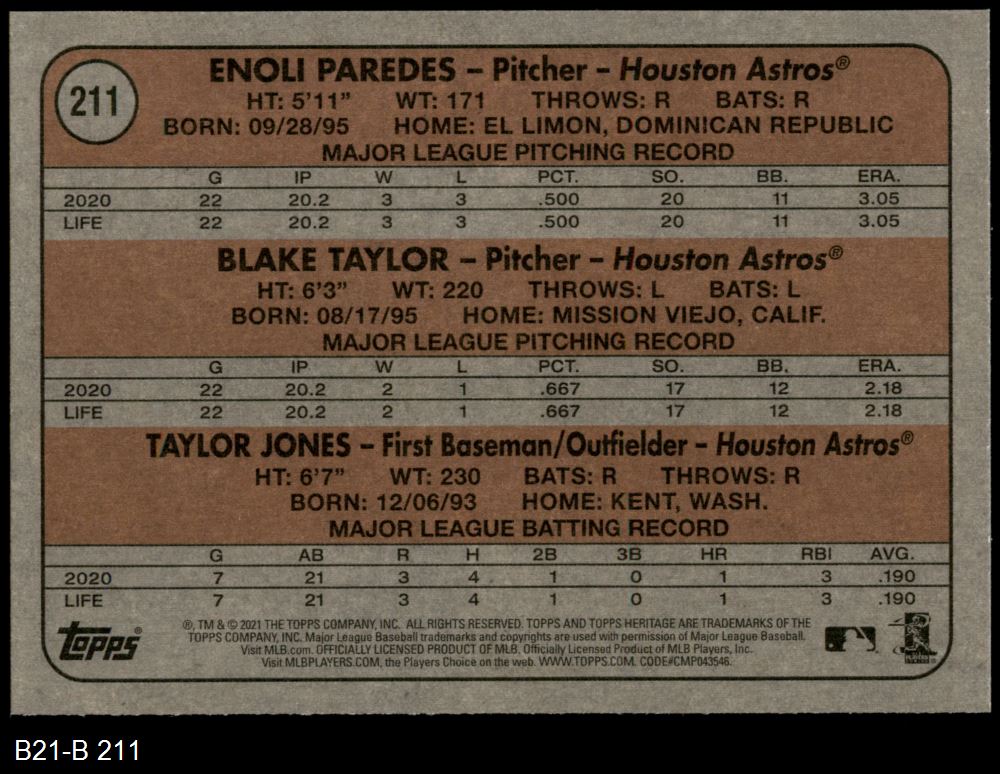 211
ENOLI PAREDES – Pitcher – Houston Astros®
HT: 5'11" WT: 171 THROWS: R BATS: R
BORN: 09/28/95 HOME: EL LIMON, DOMINICAN REPUBLIC
MAJOR LEAGUE PITCHING RECORD
G IP W L PCT. SO. BB. ERA.
2020 22 20.2 3 3 .500 20 11 3.05
LIFE 22 20.2 3 3 .500 20 11 3.05
BLAKE TAYLOR – Pitcher – Houston Astros®
HT: 6'3" WT: 220 THROWS: L BATS: L
BORN: 08/17/95 HOME: MISSION VIEJO, CALIF.
MAJOR LEAGUE PITCHING RECORD
G IP W L PCT. SO. BB. ERA.
2020 22 20.2 2 1 .667 17 12 2.18
LIFE 22 20.2 2 1 .667 17 12 2.18
TAYLOR JONES – First Baseman/Outfielder – Houston Astros®
HT: 6'7" WT: 230 BATS: R THROWS: R
BORN: 12/06/93 HOME: KENT, WASH.
MAJOR LEAGUE BATTING RECORD
G AB R H 2B 3B HR RBI AVG.
2020 7 21 3 4 1 0 1 3 .190
LIFE 7 21 3 4 1 0 1 3 .190
TOPPS
®, TM & © 2021 THE TOPPS COMPANY, INC. ALL RIGHTS RESERVED. TOPPS AND TOPPS HERITAGE ARE TRADEMARKS OF THE
TOPPS COMPANY, INC. Major League Baseball trademarks and copyrights are used with permission of Major League Baseball.
Visit MLB.com. OFFICIALLY LICENSED PRODUCT OF MLB. Officially Licensed Product of MLB Players, Inc.
Visit MLBPLAYERS.COM, the Players Choice on the web. WWW.TOPPS.COM. CODE#CMP043546.
B21-B 211